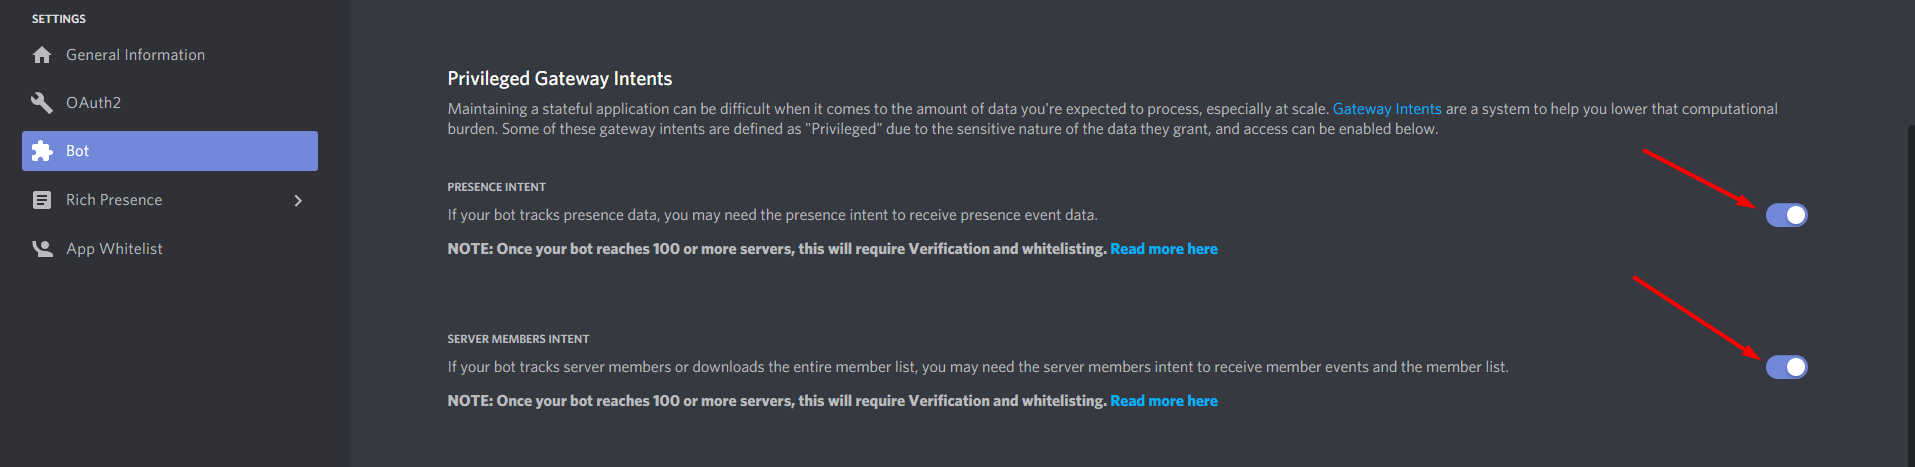 SETTINGS
General Information
OAuth2
Bot
Rich Presence
App Whitelist
Privileged Gateway Intents
Maintaining a stateful application can be difficult when it comes to the amount of data you're expected to process, especially at scale. Gateway Intents are a system to help you lower that computational
burden. Some of these gateway intents are defined as "Privileged" due to the sensitive nature of the data they grant, and access can be enabled below.
PRESENCE INTENT
If your bot tracks presence data, you may need the presence intent to receive presence event data.
NOTE: Once your bot reaches 100 or more servers, this will require Verification and whitelisting. Read more here
SERVER MEMBERS INTENT
If your bot tracks server members or downloads the entire member list, you may need the server members intent to receive member events and the member list.
NOTE: Once your bot reaches 100 or more servers, this will require Verification and whitelisting. Read more here